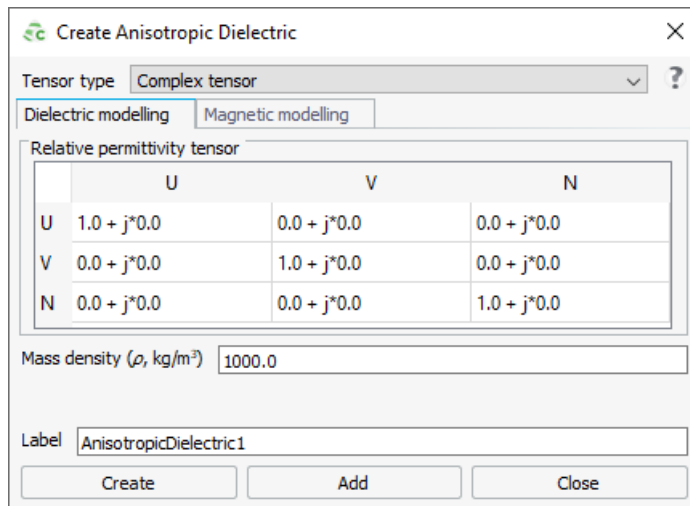 Create Anisotropic Dielectric
Tensor type Complex tensor ?
Dielectric modelling Magnetic modelling
Relative permittivity tensor
U V N
U 1.0 + j*0.0 0.0 + j*0.0 0.0 + j*0.0
V 0.0 + j*0.0 1.0 + j*0.0 0.0 + j*0.0
N 0.0 + j*0.0 0.0 + j*0.0 1.0 + j*0.0
Mass density (ρ, kg/m³) 1000.0
Label AnisotropicDielectric1
Create Add Close